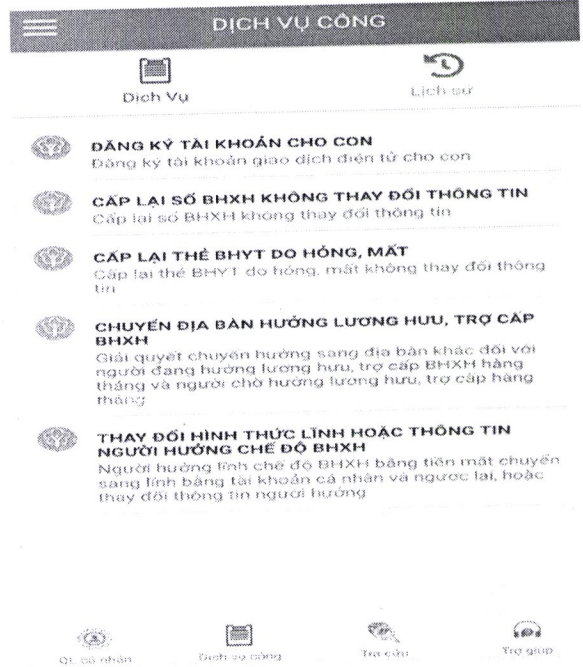 DỊCH VỤ CÔNG
Dịch Vụ
Lịch sử
ĐĂNG KÝ TÀI KHOẢN CHO CON
Đăng ký tài khoản giao dịch điện tử cho con
CẤP LẠI SỔ BHXH KHÔNG THAY ĐỔI THÔNG TIN
Cấp lại sổ BHXH không thay đổi thông tin
CẤP LẠI THẺ BHYT DO HỎNG, MẤT
Cấp lại thẻ BHYT do hỏng, mất không thay đổi thông
tin
CHUYỂN ĐỊA BÀN HƯỞNG LƯƠNG HƯU, TRỢ CẤP
BHXH
Giải quyết chuyển hưởng sang địa bàn khác đối với
người đang hưởng lương hưu, trợ cấp BHXH hàng
tháng và người chờ hưởng lương hưu, trợ cấp hàng
tháng
THAY ĐỔI HÌNH THỨC LĨNH HOẶC THÔNG TIN
NGƯỜI HƯỞNG CHẾ ĐỘ BHXH
Người hưởng lĩnh chế độ BHXH bằng tiền mặt chuyển
sang lĩnh bằng tài khoản cá nhân và ngược lại, hoặc
thay đổi thông tin người hưởng
QL cá nhân
Dịch vụ công
Tra cứu
Trợ giúp